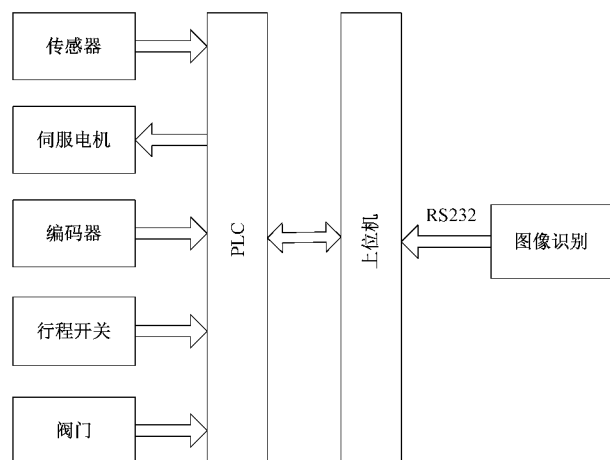 传感器
伺服电机
编码器
行程开关
阀门
PLC
上位机
RS232
图像识别